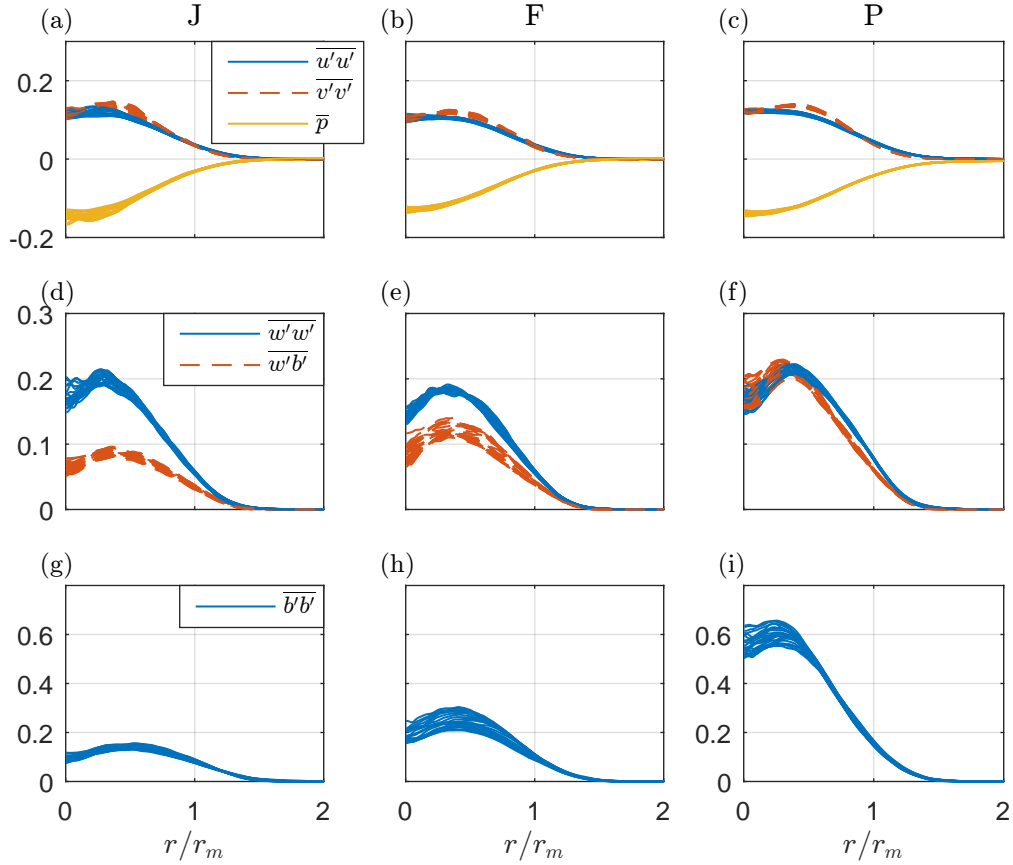 (a) J (b) F (c) P
0.2
0
-0.2
$\overline{u'u'}$
$\overline{v'v'}$
$\overline{p}$
(d) (e) (f)
0.3
0.2
0.1
0
$\overline{w'w'}$
$\overline{w'b'}$
(g) (h) (i)
0.6
0.4
0.2
0
$\overline{b'b'}$
0 1 2 0 1 2 0 1 2
$r/r_m$ $r/r_m$ $r/r_m$